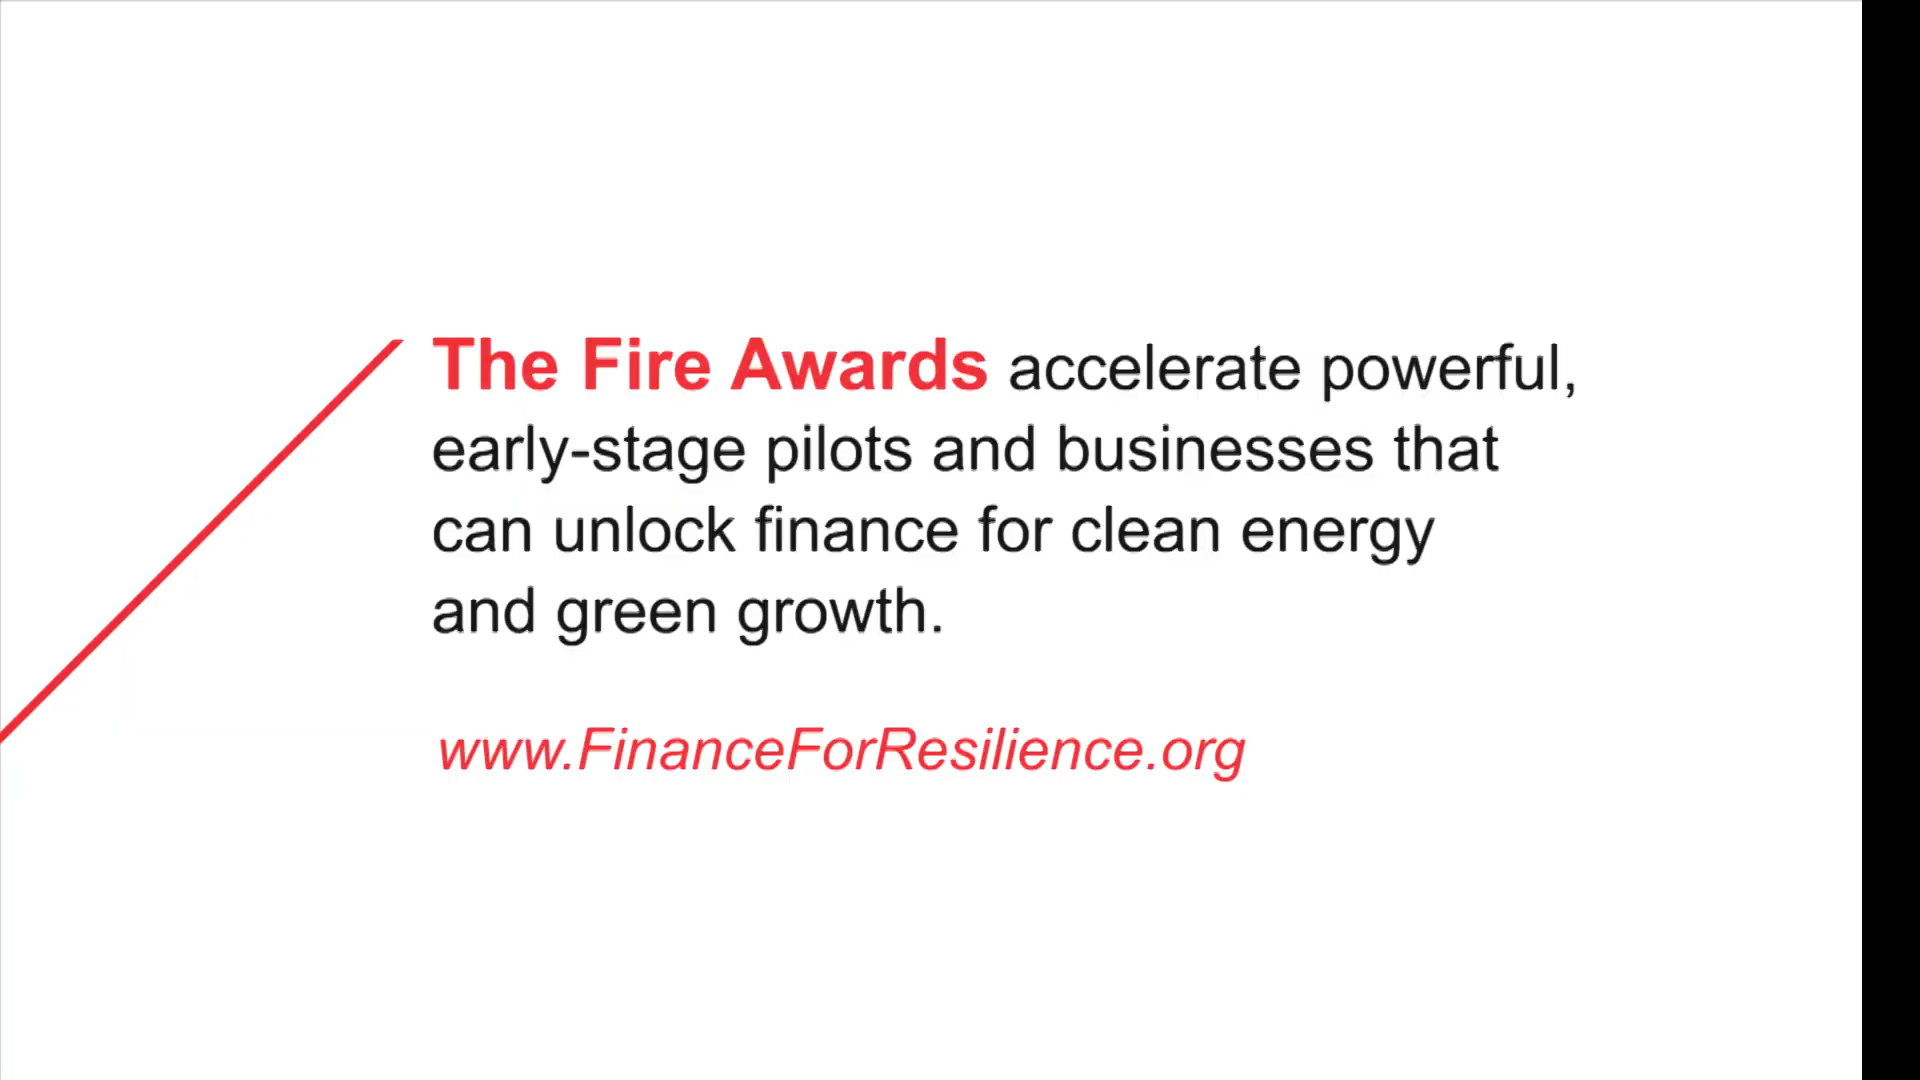 The Fire Awards accelerate powerful,
early-stage pilots and businesses that
can unlock finance for clean energy
and green growth.
www.FinanceForResilience.org